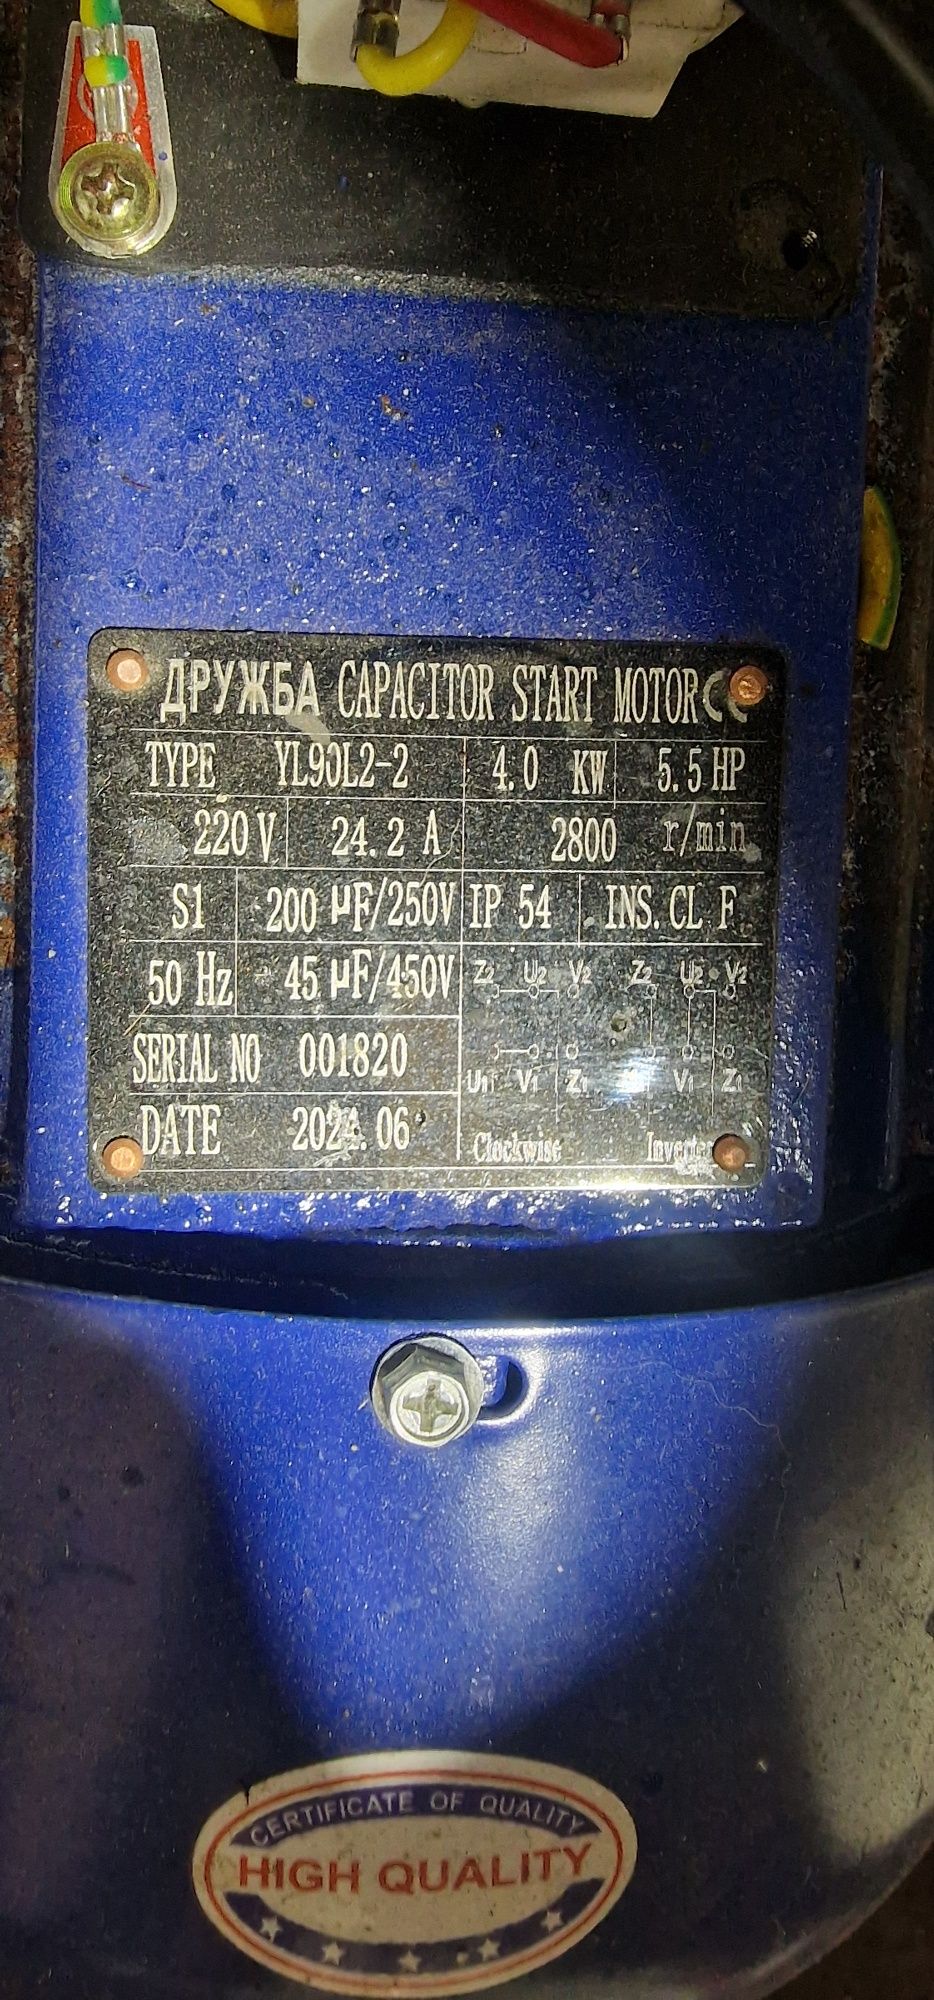 ДРУЖБА CAPACITOR START MOTOR CE
TYPE YL90L2-2 4.0 KW 5.5 HP
220 V 24.2 A 2800 r/min
S1 200 µF/250V IP 54 INS. CL F
50 Hz 45 µF/450V
Z2 U2 V2 Z2 U2 V2
SERIAL NO 001820
U1 V1 Z1 V1 Z1
DATE 2024.06
Clockwise
CERTIFICATE OF QUALITY
HIGH QUALITY